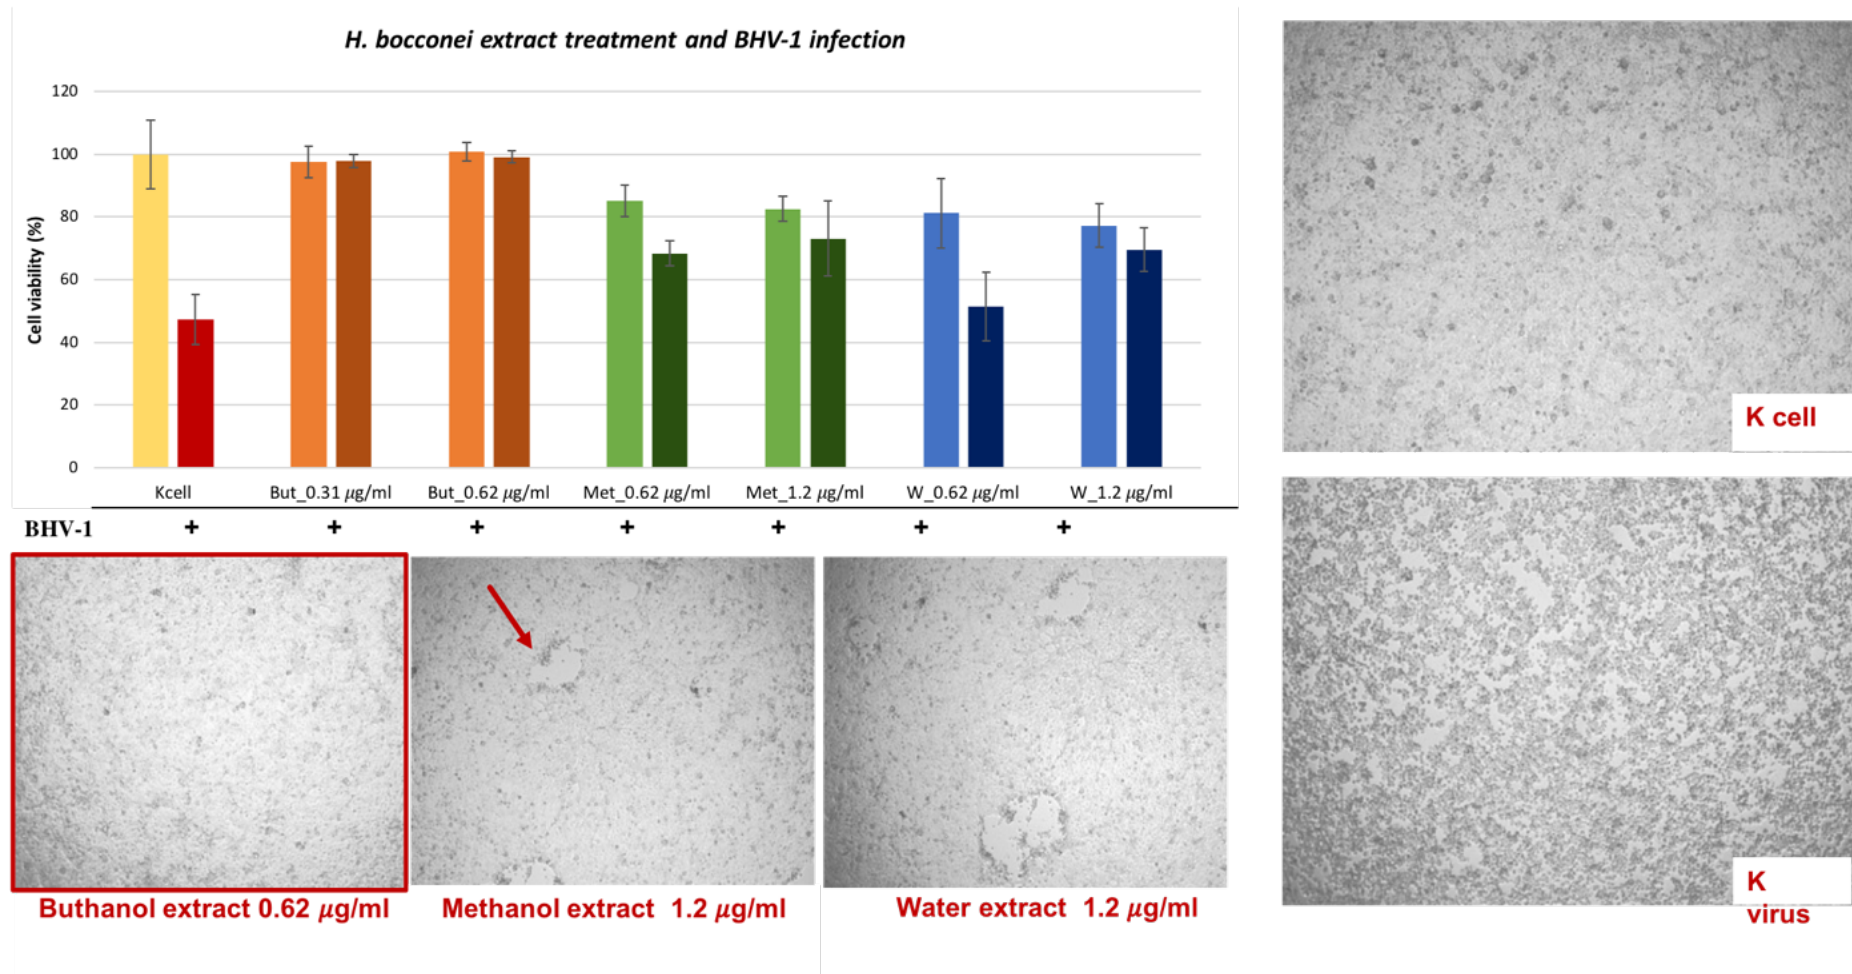 H. bocconei extract treatment and BHV-1 infection
120
100
80
60
40
20
0
Cell viability (%)
Kcell But_0.31 μg/ml But_0.62 μg/ml Met_0.62 μg/ml Met_1.2 μg/ml W_0.62 μg/ml W_1.2 μg/ml
BHV-1 + + + + + + +
Buthanol extract 0.62 μg/ml
Methanol extract 1.2 μg/ml
Water extract 1.2 μg/ml
K cell
K
virus